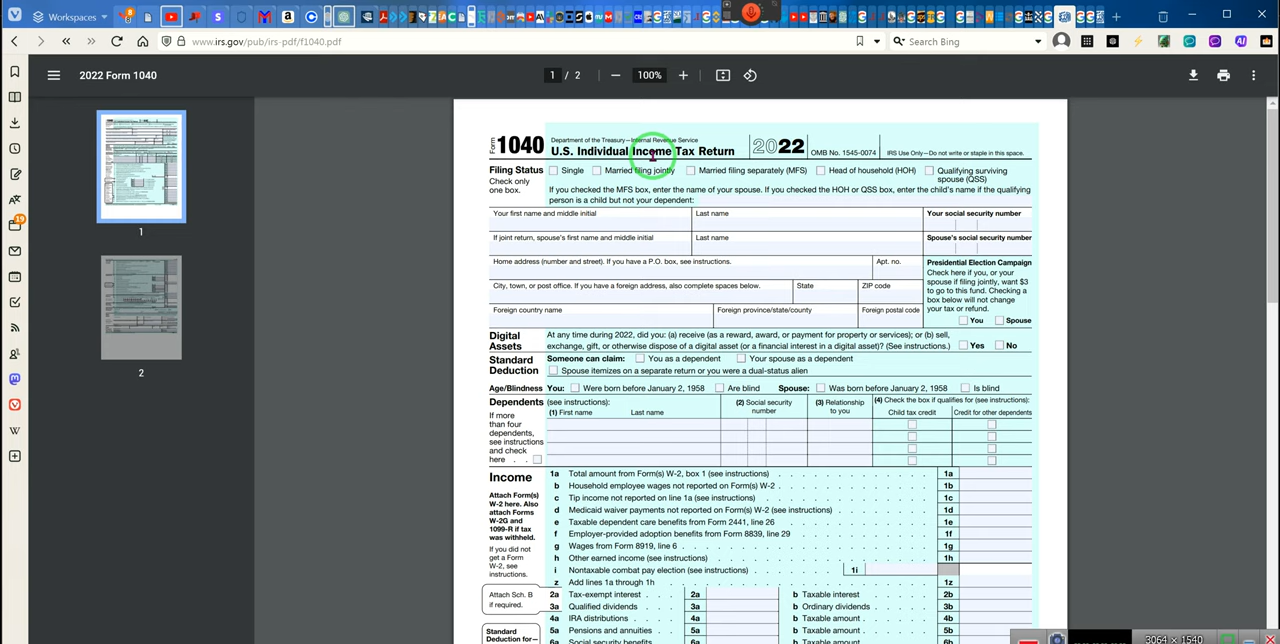 Workspaces
www.irs.gov/pub/irs-pdf/f1040.pdf
Search Bing
2022 Form 1040
1 / 2
100%
19
1
2
Form 1040
Department of the Treasury—Internal Revenue Service
U.S. Individual Income Tax Return
2022
OMB No. 1545-0074
IRS Use Only—Do not write or staple in this space.
Filing Status
Check only
one box.
Single
Married filing jointly
Married filing separately (MFS)
Head of household (HOH)
Qualifying surviving
spouse (QSS)
If you checked the MFS box, enter the name of your spouse. If you checked the HOH or QSS box, enter the child's name if the qualifying
person is a child but not your dependent:
Your first name and middle initial
Last name
Your social security number
If joint return, spouse's first name and middle initial
Last name
Spouse's social security number
Home address (number and street). If you have a P.O. box, see instructions.
Apt. no.
City, town, or post office. If you have a foreign address, also complete spaces below.
State
ZIP code
Foreign country name
Foreign province/state/county
Foreign postal code
Presidential Election Campaign
Check here if you, or your
spouse if filing jointly, want $3
to go to this fund. Checking a
box below will not change
your tax or refund.
You
Spouse
Digital
Assets
At any time during 2022, did you: (a) receive (as a reward, award, or payment for property or services); or (b) sell,
exchange, gift, or otherwise dispose of a digital asset (or a financial interest in a digital asset)? (See instructions.)
Yes
No
Standard
Deduction
Someone can claim:
You as a dependent
Your spouse as a dependent
Spouse itemizes on a separate return or you were a dual-status alien
Age/Blindness
You:
Were born before January 2, 1958
Are blind
Spouse:
Was born before January 2, 1958
Is blind
Dependents (see instructions):
If more
than four
dependents,
see instructions
and check
here . .
(1) First name
Last name
(2) Social security
number
(3) Relationship
to you
(4) Check the box if qualifies for (see instructions):
Child tax credit
Credit for other dependents
Income
Attach Form(s)
W-2 here. Also
attach Forms
W-2G and
1099-R if tax
was withheld.
If you did not
get a Form
W-2, see
instructions.
1a Total amount from Form(s) W-2, box 1 (see instructions) 1a
b Household employee wages not reported on Form(s) W-2 1b
c Tip income not reported on line 1a (see instructions) 1c
d Medicaid waiver payments not reported on Form(s) W-2 (see instructions) 1d
e Taxable dependent care benefits from Form 2441, line 26 1e
f Employer-provided adoption benefits from Form 8839, line 29 1f
g Wages from Form 8919, line 6 1g
h Other earned income (see instructions) 1h
i Nontaxable combat pay election (see instructions) 1i
z Add lines 1a through 1h 1z
Attach Sch. B
if required.
2a Tax-exempt interest 2a b Taxable interest 2b
3a Qualified dividends 3a b Ordinary dividends 3b
4a IRA distributions 4a b Taxable amount 4b
5a Pensions and annuities 5a b Taxable amount 5b
Standard
Deduction for-
6a Social security benefits 6a b Taxable amount 6b
3064 x 1540